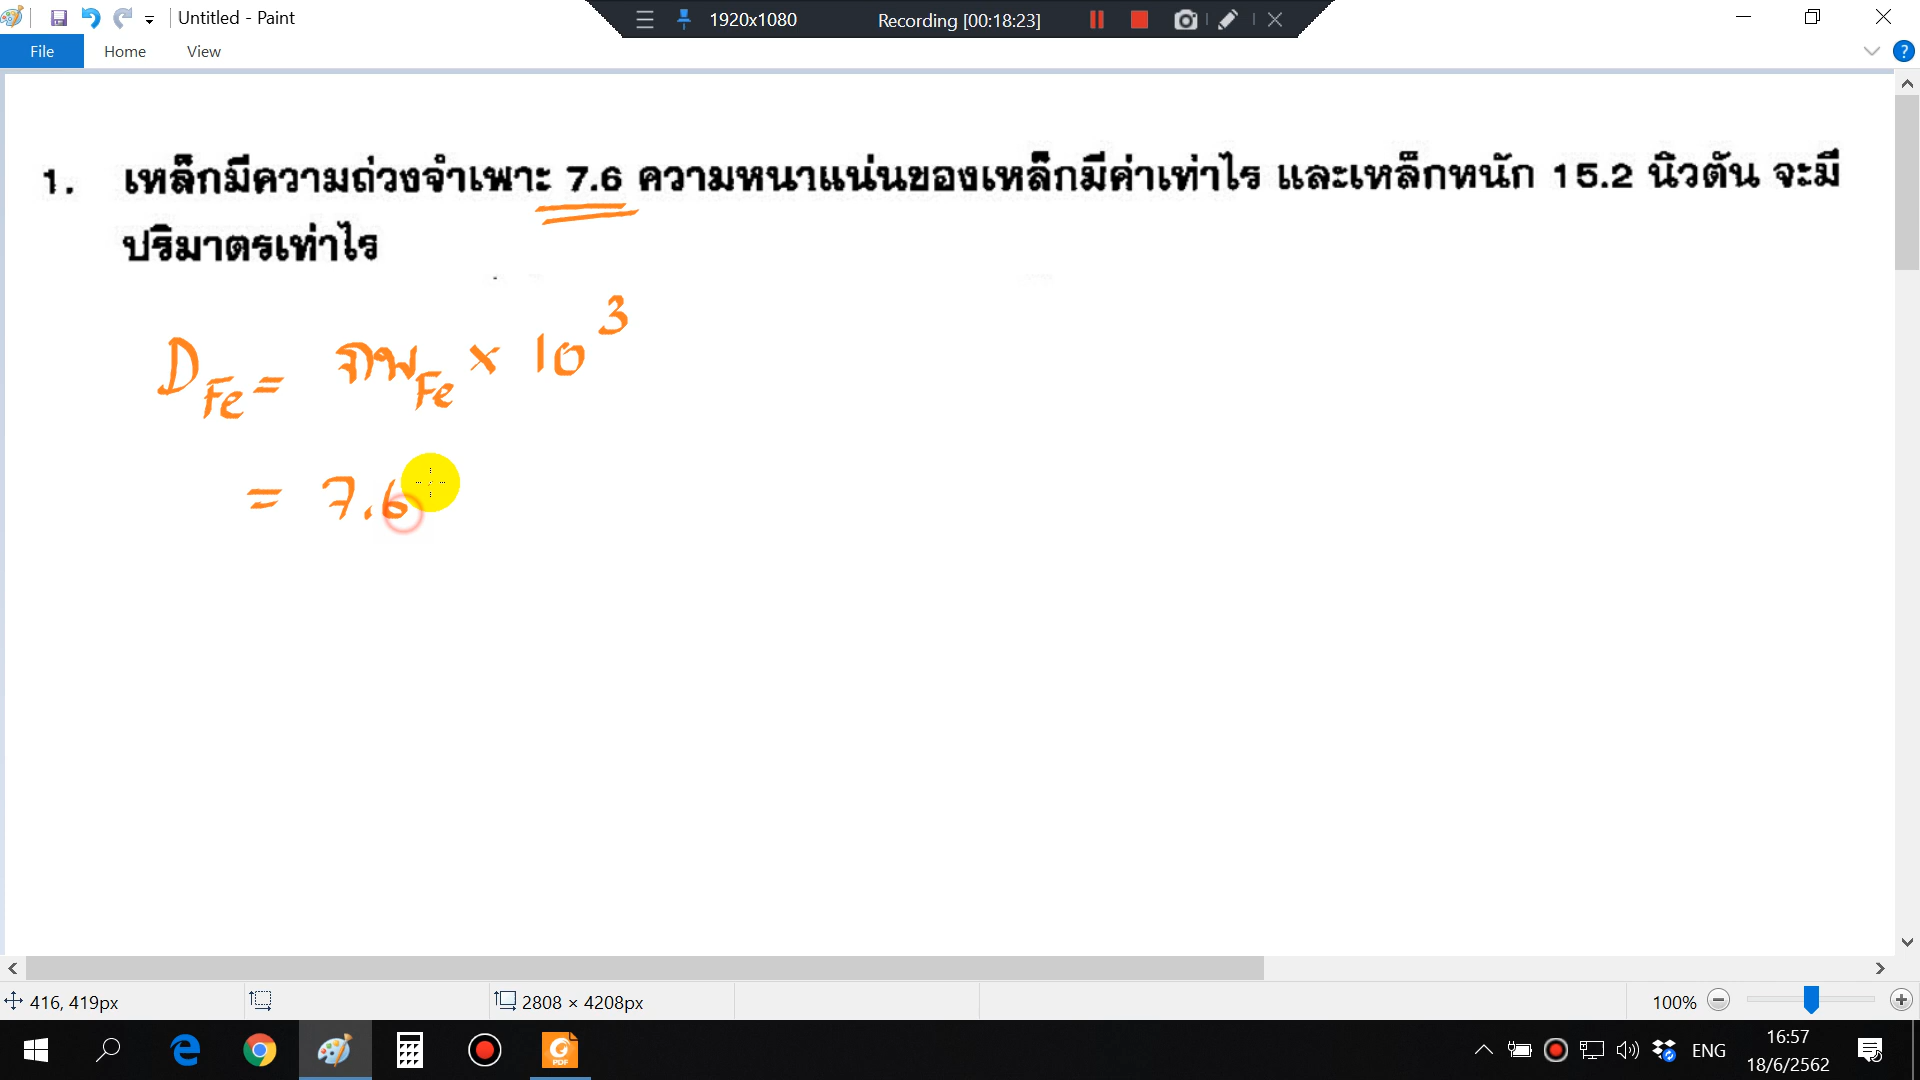 Untitled - Paint
1920x1080
Recording [00:18:23]
File Home View
1. เหล็กมีความถ่วงจำเพาะ 7.6 ความหนาแน่นของเหล็กมีค่าเท่าไร และเหล็กหนัก 15.2 นิวตัน จะมี
ปริมาตรเท่าไร
D Fe = ถพ Fe × 10 3
= 7.6
416, 419px
2808 × 4208px
100%
PDF
ENG
16:57
18/6/2562